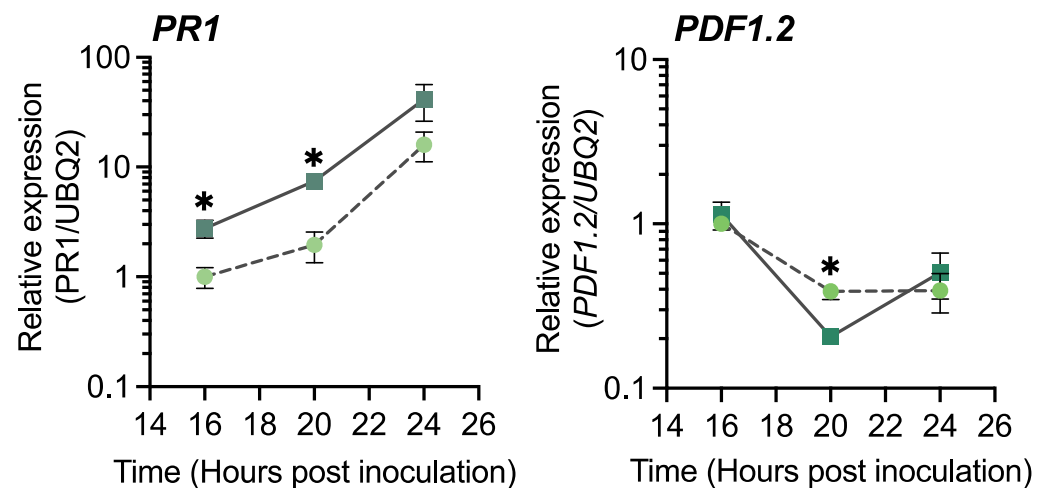 PR1
Relative expression
(PR1/UBQ2)
100
10
1
0.1
*
*
14 16 18 20 22 24 26
Time (Hours post inoculation)
PDF1.2
Relative expression
(PDF1.2/UBQ2)
10
1
0.1
*
14 16 18 20 22 24 26
Time (Hours post inoculation)